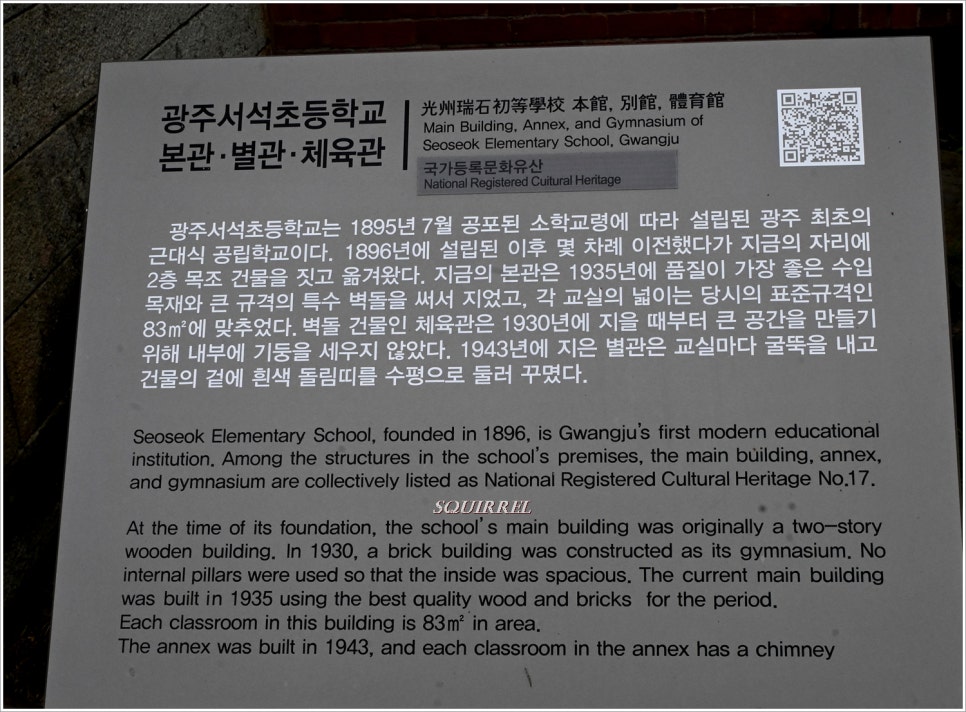 광주서석초등학교
본관·별관·체육관
光州瑞石初等學校 本館, 別館, 體育館
Main Building, Annex, and Gymnasium of
Seoseok Elementary School, Gwangju
국가등록문화유산
National Registered Cultural Heritage
광주서석초등학교는 1895년 7월 공포된 소학교령에 따라 설립된 광주 최초의
근대식 공립학교이다. 1896년에 설립된 이후 몇 차례 이전했다가 지금의 자리에
2층 목조 건물을 짓고 옮겨왔다. 지금의 본관은 1935년에 품질이 가장 좋은 수입
목재와 큰 규격의 특수 벽돌을 써서 지었고, 각 교실의 넓이는 당시의 표준규격인
83㎡에 맞추었다. 벽돌 건물인 체육관은 1930년에 지을 때부터 큰 공간을 만들기
위해 내부에 기둥을 세우지 않았다. 1943년에 지은 별관은 교실마다 굴뚝을 내고
건물의 겉에 흰색 돌림띠를 수평으로 둘러 꾸몄다.
Seoseok Elementary School, founded in 1896, is Gwangju's first modern educational
institution. Among the structures in the school's premises, the main building, annex,
and gymnasium are collectively listed as National Registered Cultural Heritage No.17.
SQUIRREL
At the time of its foundation, the school's main building was originally a two-story
wooden building. In 1930, a brick building was constructed as its gymnasium. No
internal pillars were used so that the inside was spacious. The current main building
was built in 1935 using the best quality wood and bricks for the period.
Each classroom in this building is 83㎡ in area.
The annex was built in 1943, and each classroom in the annex has a chimney